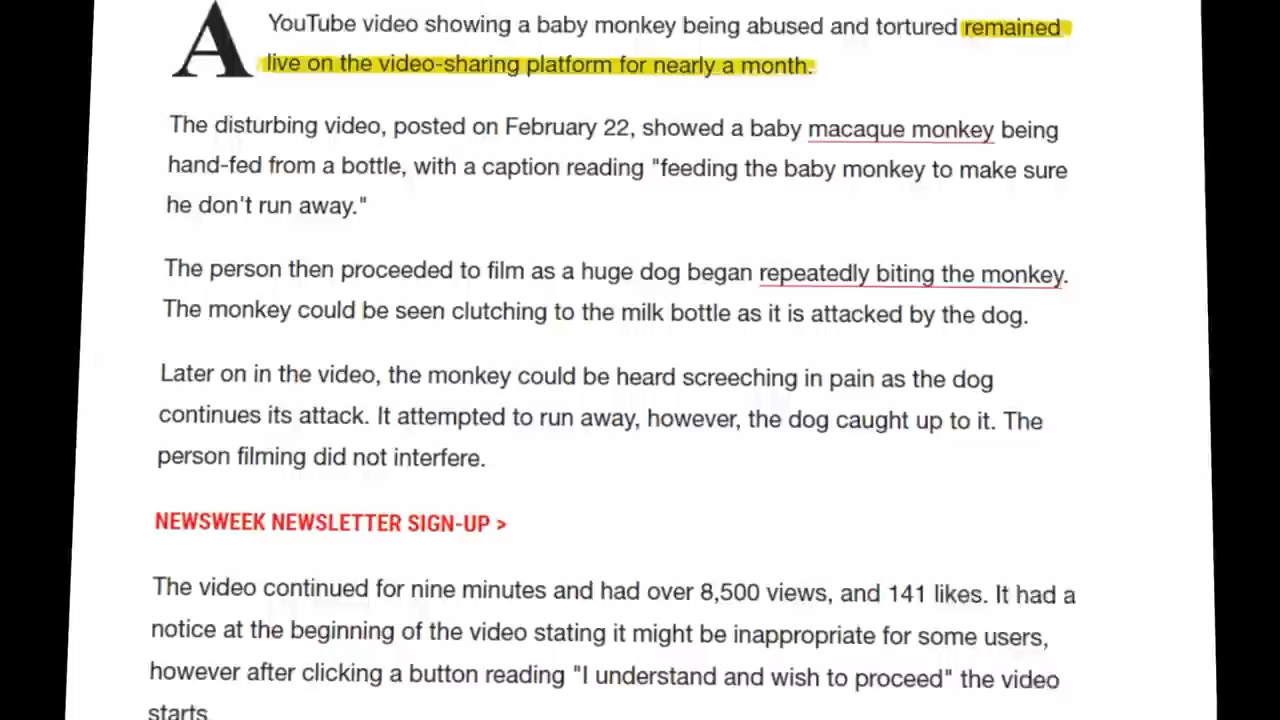 A YouTube video showing a baby monkey being abused and tortured remained
live on the video-sharing platform for nearly a month.
The disturbing video, posted on February 22, showed a baby macaque monkey being
hand-fed from a bottle, with a caption reading "feeding the baby monkey to make sure
he don't run away."
The person then proceeded to film as a huge dog began repeatedly biting the monkey.
The monkey could be seen clutching to the milk bottle as it is attacked by the dog.
Later on in the video, the monkey could be heard screeching in pain as the dog
continues its attack. It attempted to run away, however, the dog caught up to it. The
person filming did not interfere.
NEWSWEEK NEWSLETTER SIGN-UP >
The video continued for nine minutes and had over 8,500 views, and 141 likes. It had a
notice at the beginning of the video stating it might be inappropriate for some users,
however after clicking a button reading "I understand and wish to proceed" the video
starts.